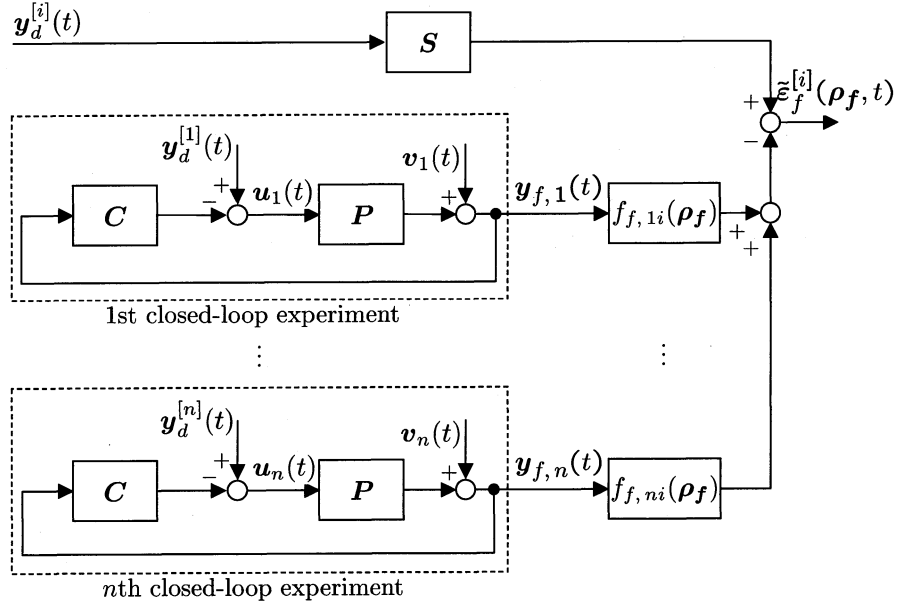 y_d^{[i]}(t)
S
\tilde{ε}_f^{[i]}(ρ_f, t)
+
−
y_d^{[1]}(t)
v_1(t)
+
−
C
u_1(t)
P
+
y_{f,1}(t)
f_{f,1i}(ρ_f)
+
+
1st closed-loop experiment
⋮
⋮
y_d^{[n]}(t)
v_n(t)
+
−
C
u_n(t)
P
+
y_{f,n}(t)
f_{f,ni}(ρ_f)
nth closed-loop experiment